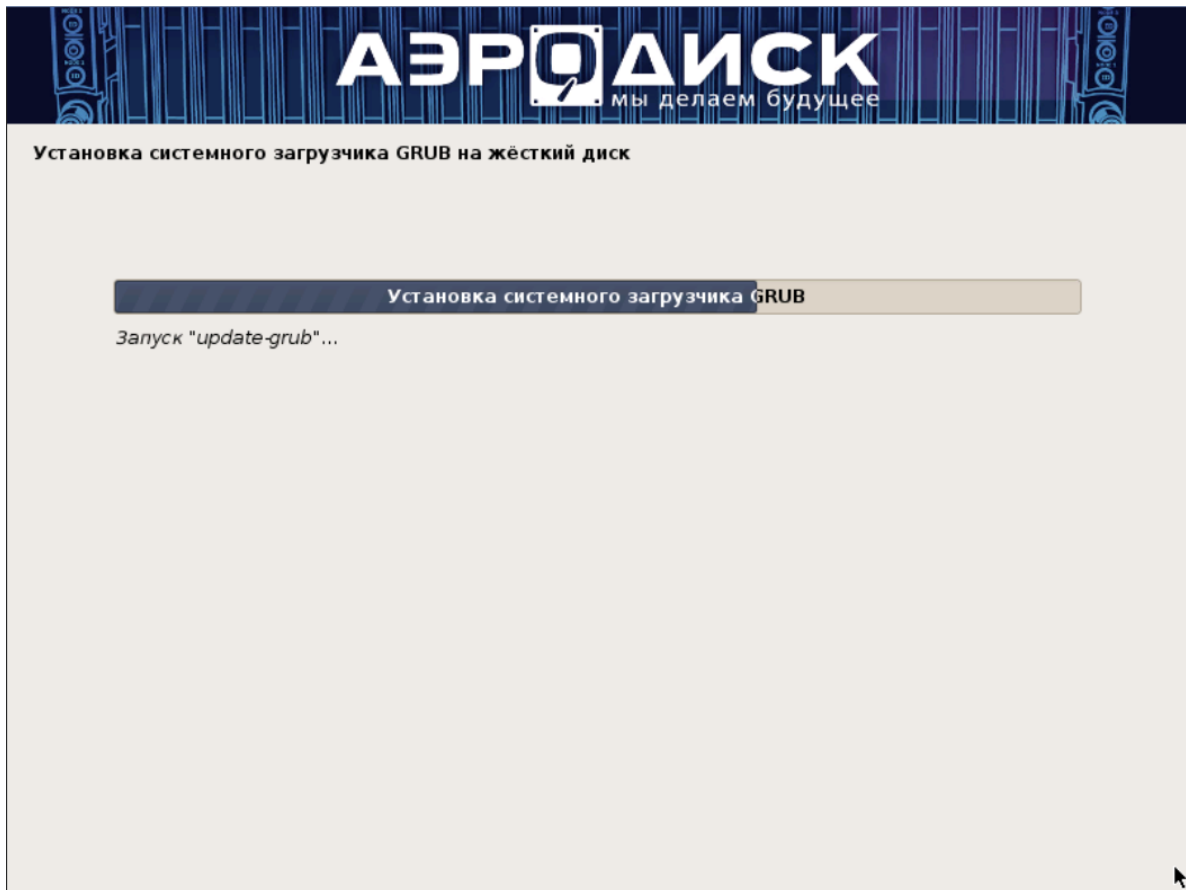 АЭРОДИСК
мы делаем будущее
Установка системного загрузчика GRUB на жёсткий диск
Установка системного загрузчика GRUB
Запуск "update-grub"...